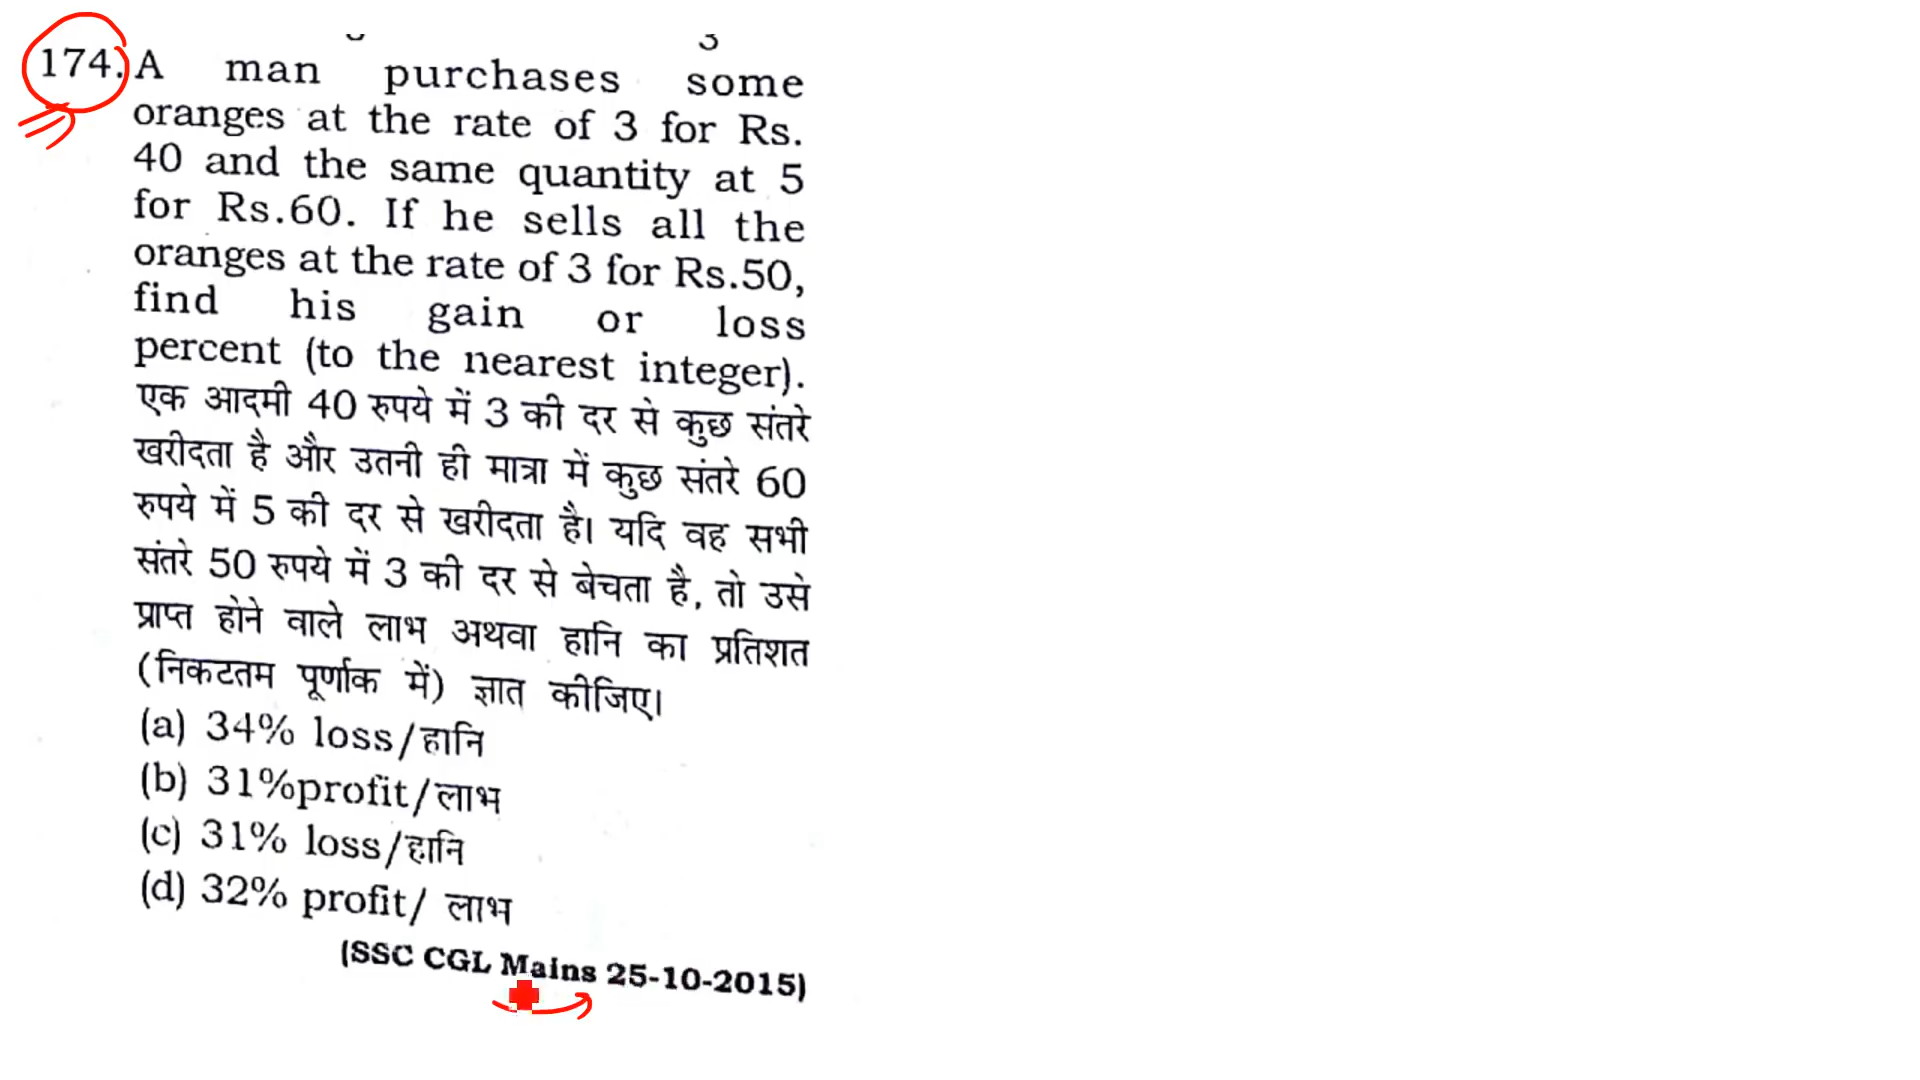 174. A man purchases some
oranges at the rate of 3 for Rs.
40 and the same quantity at 5
for Rs.60. If he sells all the
oranges at the rate of 3 for Rs.50,
find his gain or loss
percent (to the nearest integer).
एक आदमी 40 रुपये में 3 की दर से कुछ संतरे
खरीदता है और उतनी ही मात्रा में कुछ संतरे 60
रुपये में 5 की दर से खरीदता है। यदि वह सभी
संतरे 50 रुपये में 3 की दर से बेचता है, तो उसे
प्राप्त होने वाले लाभ अथवा हानि का प्रतिशत
(निकटतम पूर्णाक में) ज्ञात कीजिए।
(a) 34% loss/हानि
(b) 31%profit/लाभ
(c) 31% loss/हानि
(d) 32% profit/ लाभ
(SSC CGL Mains 25-10-2015)